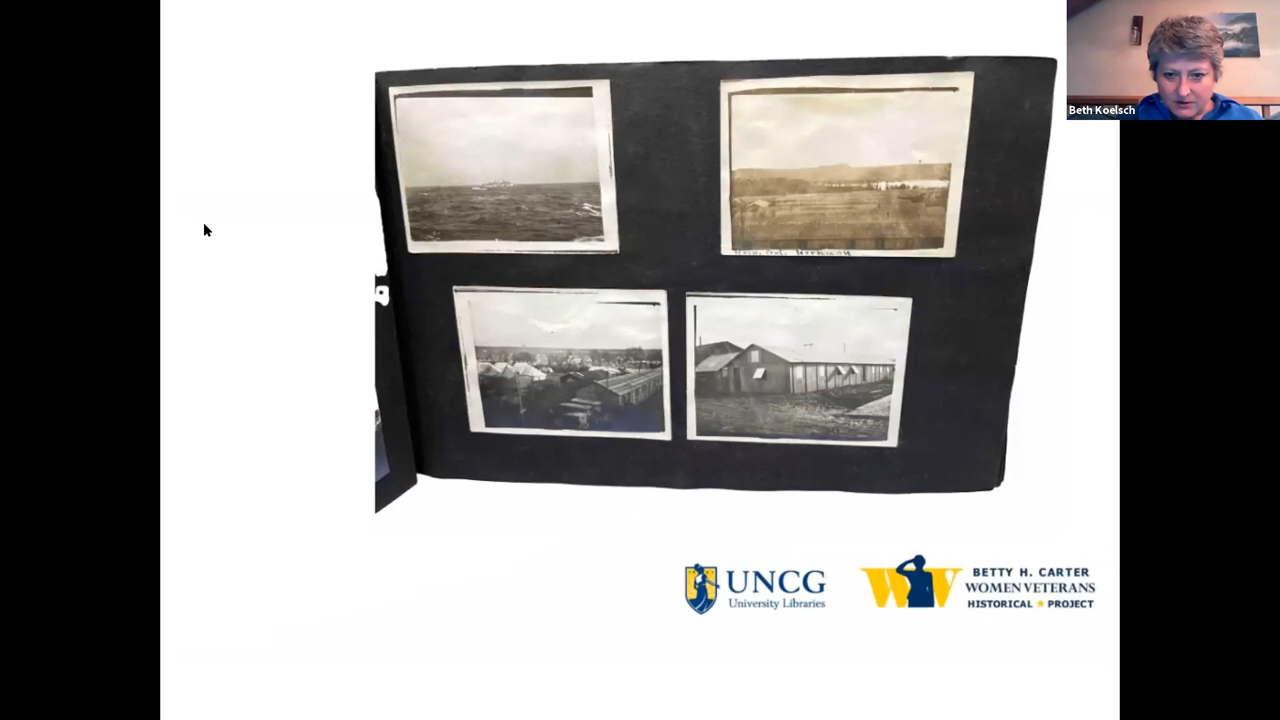 Beth Koelsch
UNCG
University Libraries
BETTY H. CARTER
WOMEN VETERANS
HISTORICAL ★ PROJECT